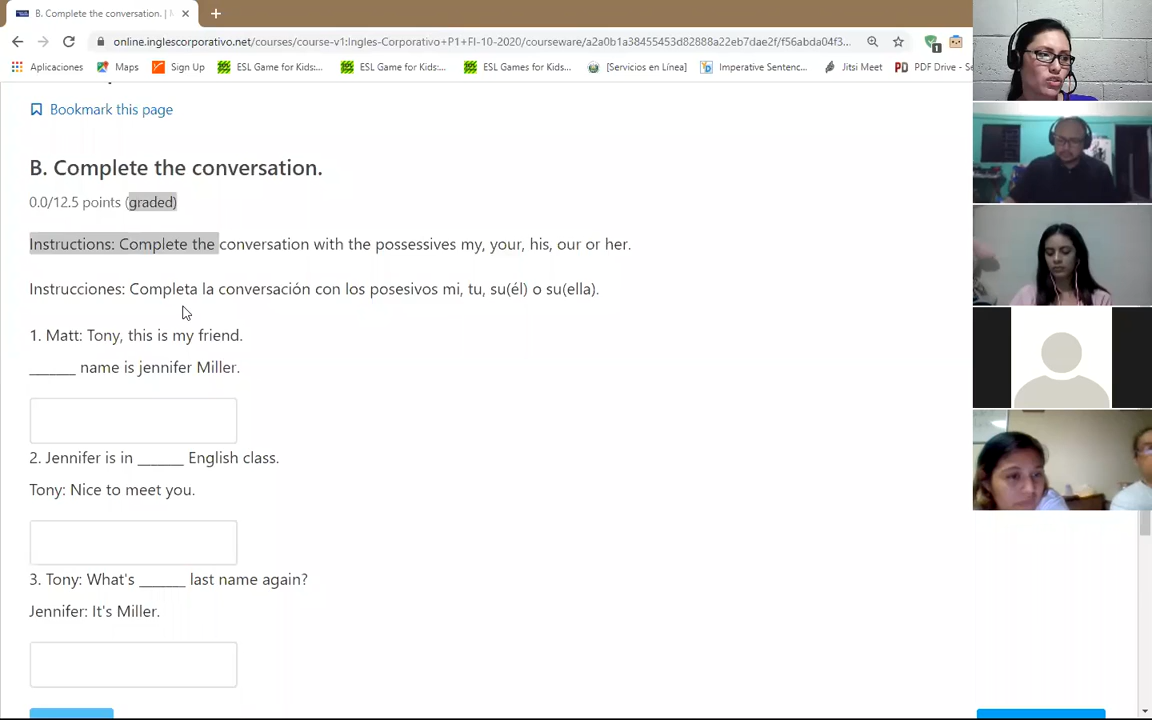 B. Complete the conversation. |
online.inglescorporativo.net/courses/course-v1:Ingles-Corporativo+P1+FI-10-2020/courseware/a2a0b1a38455453d82888a22eb7dae2f/f56abda04f3...
Aplicaciones Maps Sign Up ESL Game for Kids:... ESL Game for Kids:... ESL Games for Kids... [Servicios en Línea] Imperative Sentenc... Jitsi Meet PDF Drive - Se
Bookmark this page
B. Complete the conversation.
0.0/12.5 points (graded)
Instructions: Complete the conversation with the possessives my, your, his, our or her.
Instrucciones: Completa la conversación con los posesivos mi, tu, su(él) o su(ella).
1. Matt: Tony, this is my friend.
______ name is jennifer Miller.
2. Jennifer is in ______ English class.
Tony: Nice to meet you.
3. Tony: What's ______ last name again?
Jennifer: It's Miller.